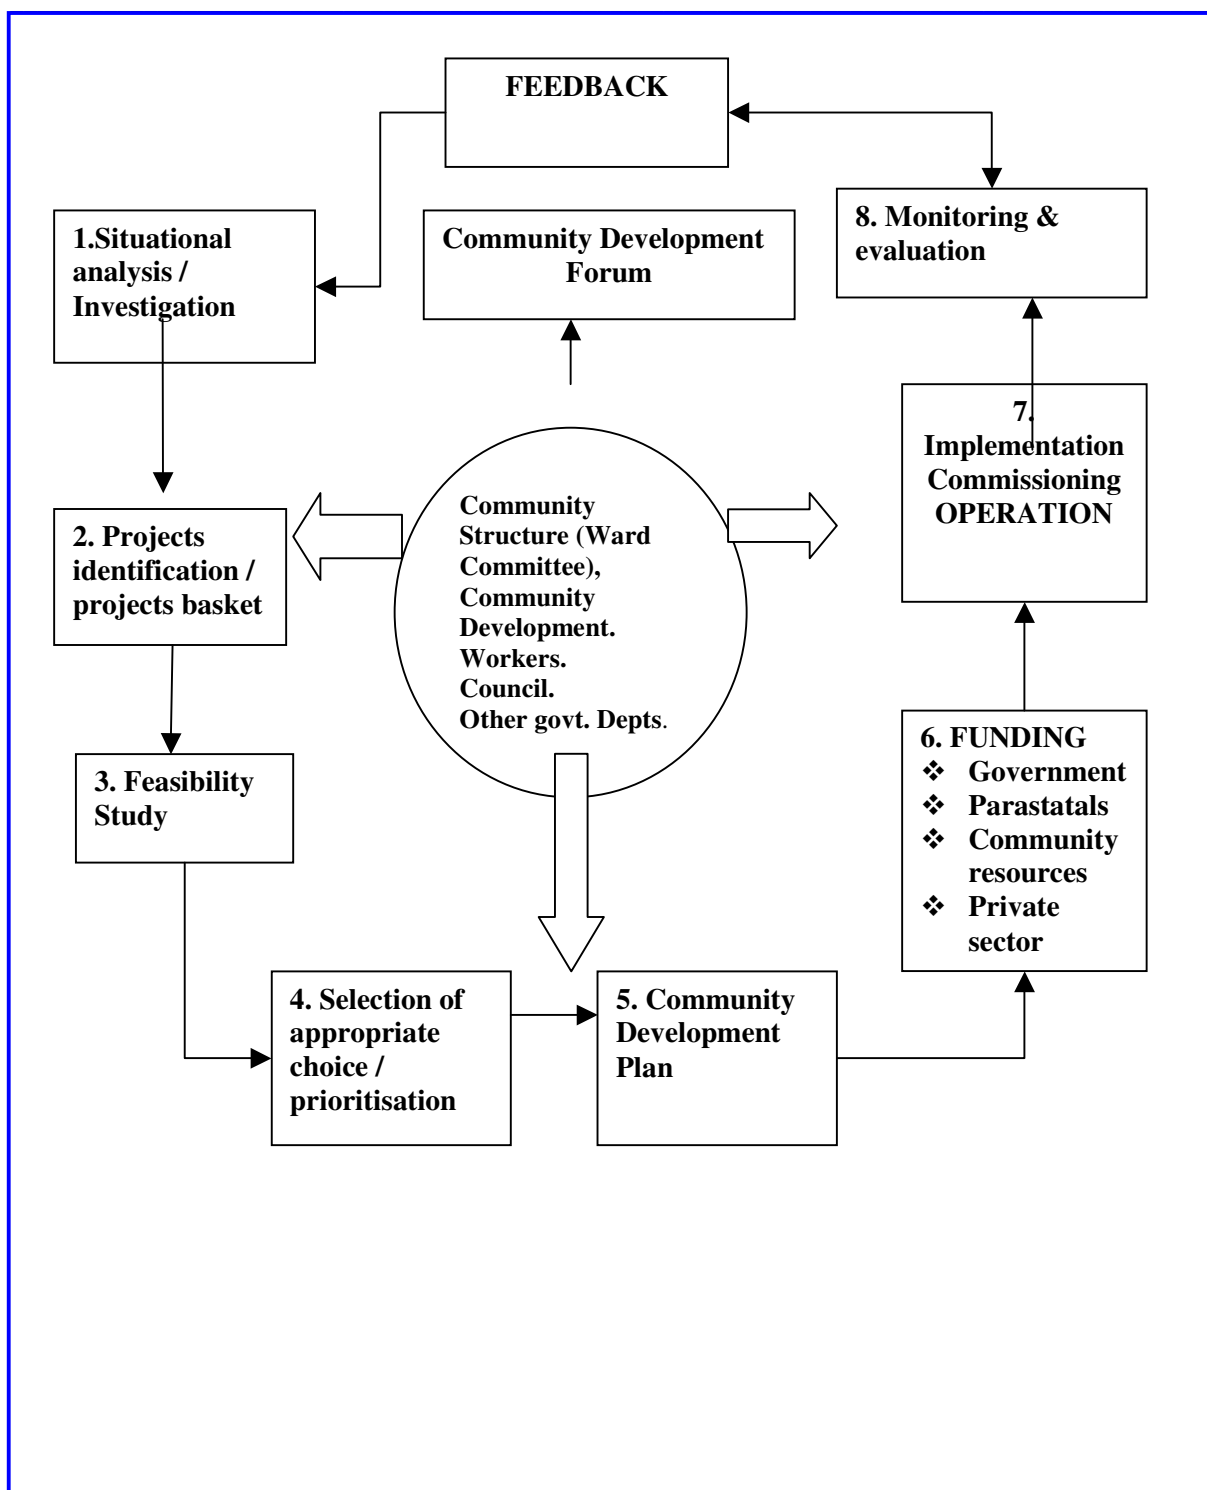 FEEDBACK
1.Situational
analysis /
Investigation
Community Development
Forum
8. Monitoring &
evaluation
7.
Implementation
Commissioning
OPERATION
2. Projects
identification /
projects basket
Community
Structure (Ward
Committee),
Community
Development.
Workers.
Council.
Other govt. Depts.
3. Feasibility
Study
6. FUNDING
❖ Government
❖ Parastatals
❖ Community
resources
❖ Private
sector
4. Selection of
appropriate
choice /
prioritisation
5. Community
Development
Plan